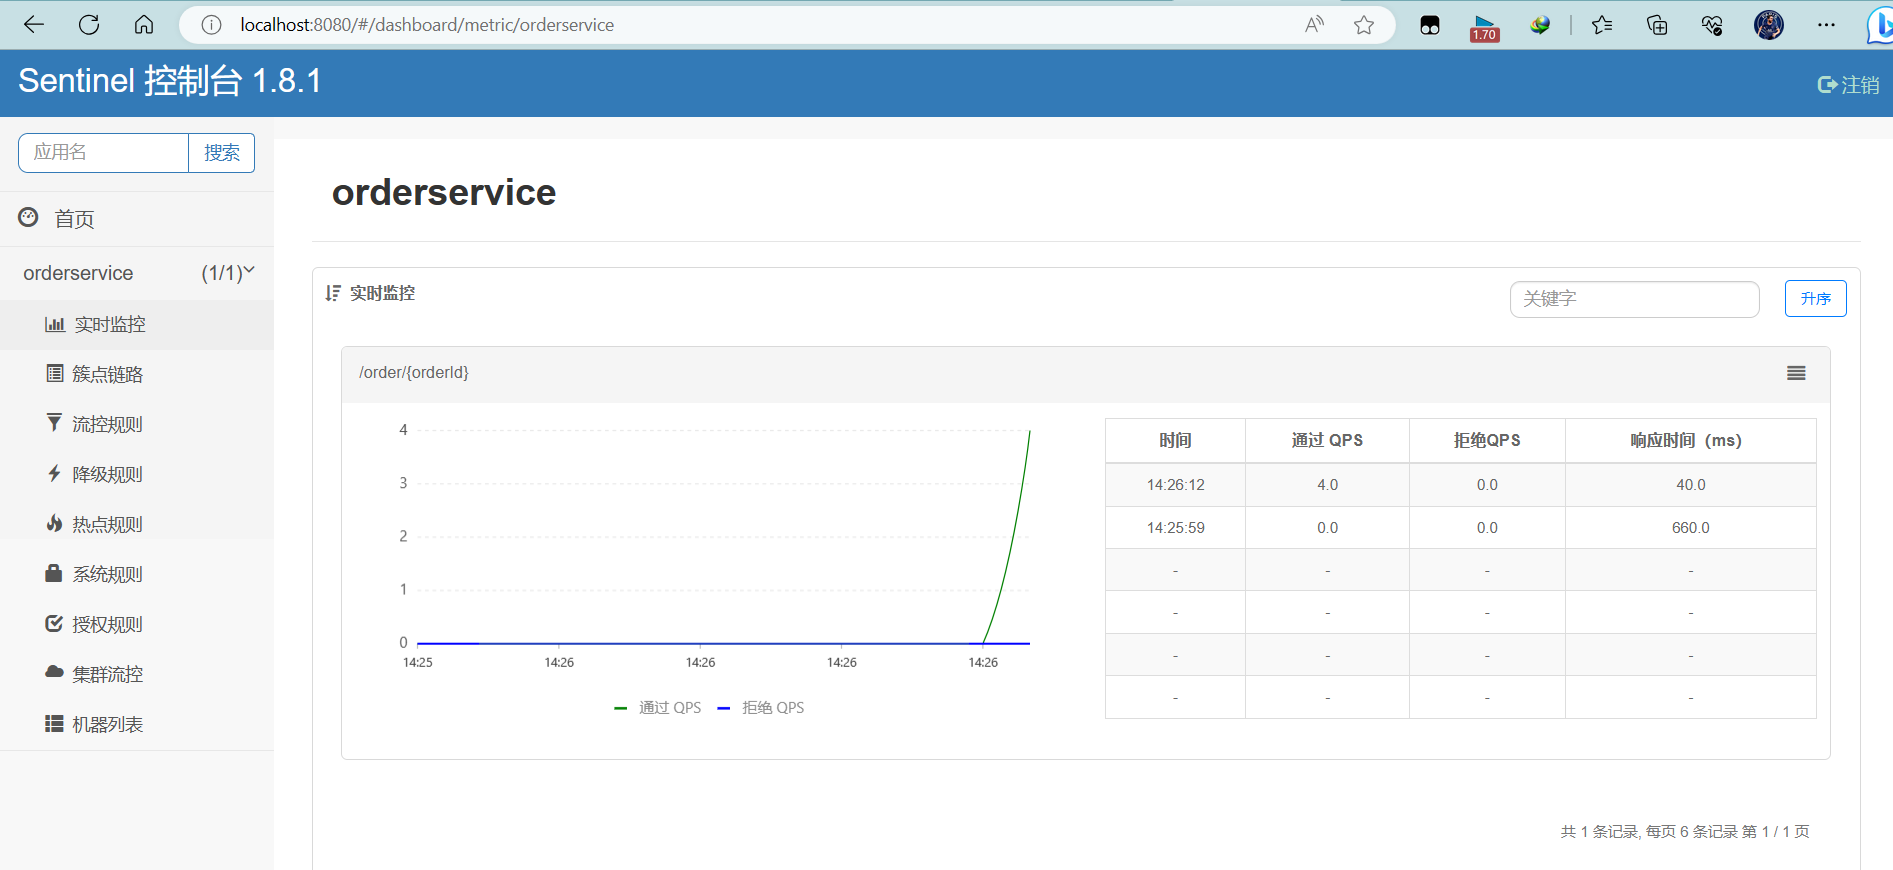 localhost:8080/#/dashboard/metric/orderservice
1.70
Sentinel 控制台 1.8.1
注销
应用名 搜索
首页
orderservice (1/1)
实时监控
簇点链路
流控规则
降级规则
热点规则
系统规则
授权规则
集群流控
机器列表
orderservice
实时监控 关键字 升序
/order/{orderId}
4
3
2
1
0
14:25 14:26 14:26 14:26 14:26
通过 QPS 拒绝 QPS
时间 通过 QPS 拒绝QPS 响应时间（ms）
14:26:12 4.0 0.0 40.0
14:25:59 0.0 0.0 660.0
- - - -
- - - -
- - - -
- - - -
共 1 条记录, 每页 6 条记录 第 1 / 1 页